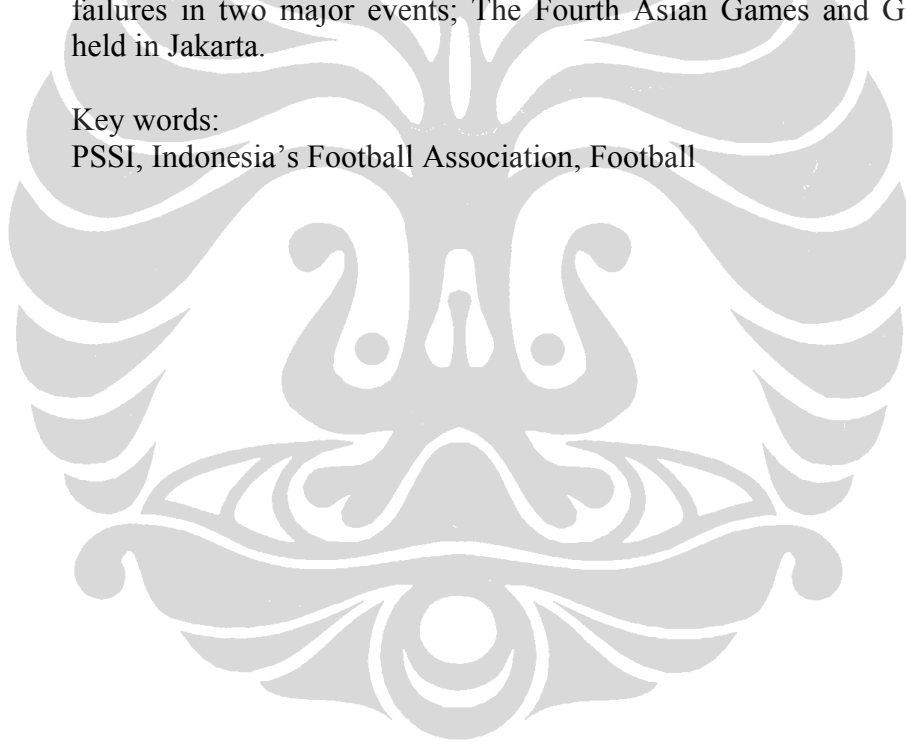 failures in two major events; The Fourth Asian Games and G
held in Jakarta.
Key words:
PSSI, Indonesia's Football Association, Football